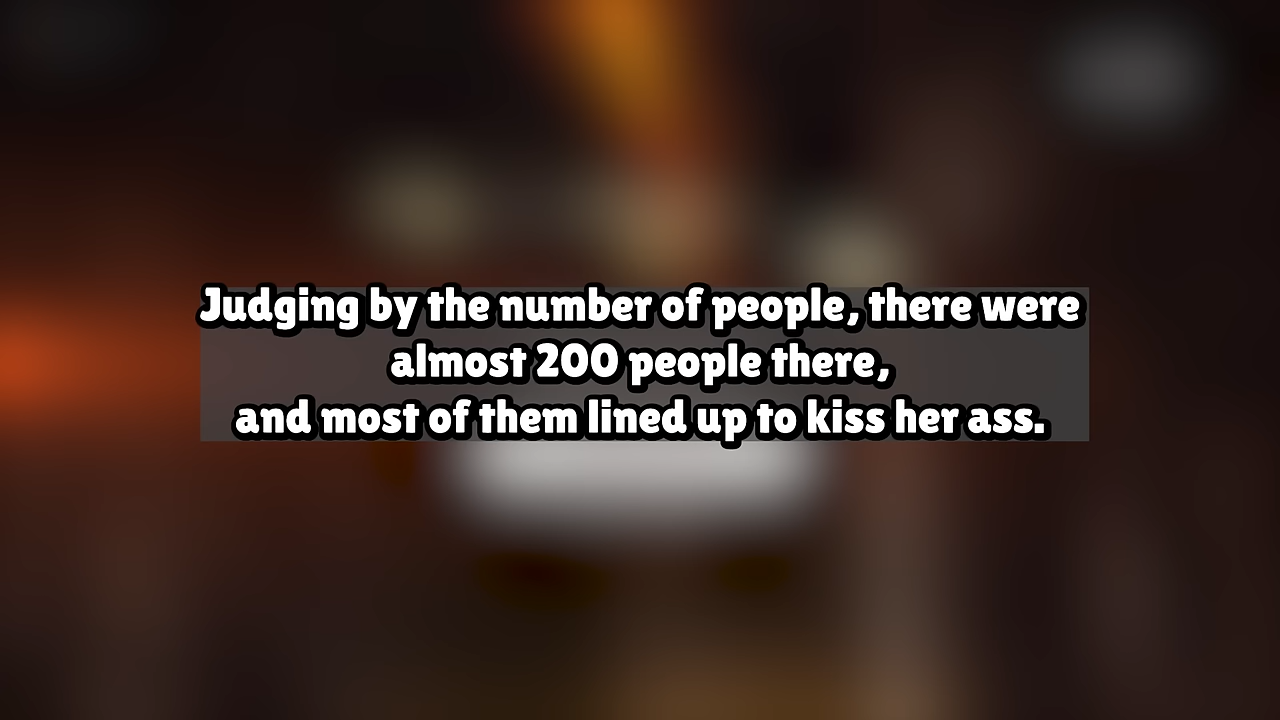 Judging by the number of people, there were
almost 200 people there,
and most of them lined up to kiss her ass.